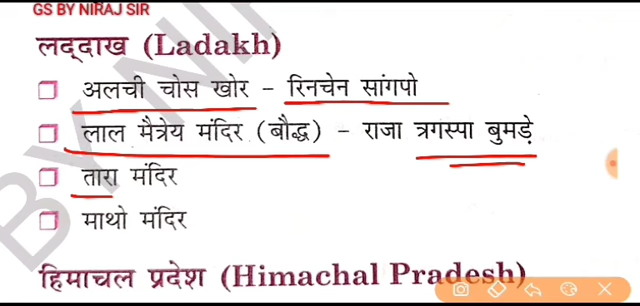 GS BY NIRAJ SIR
लद्दाख (Ladakh)
अलची चोस खोर - रिनचेन सांगपो
लाल मैत्रेय मंदिर (बौद्ध) - राजा त्रगस्पा बुमडे़
तारा मंदिर
माथो मंदिर
हिमाचल प्रदेश (Himachal Pradesh)